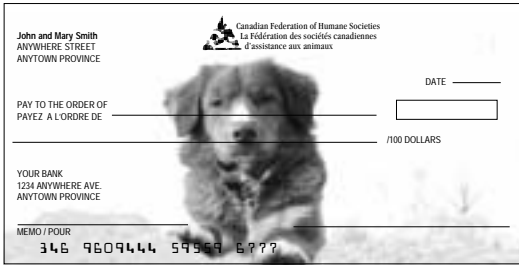 Canadian Federation of Humane Societies
La Fédération des sociétés canadiennes
d'assistance aux animaux
John and Mary Smith
ANYWHERE STREET
ANYTOWN PROVINCE
DATE
PAY TO THE ORDER OF
PAYEZ A L'ORDRE DE
/100 DOLLARS
YOUR BANK
1234 ANYWHERE AVE.
ANYTOWN PROVINCE
MEMO / POUR
346 9609444 59559 6777